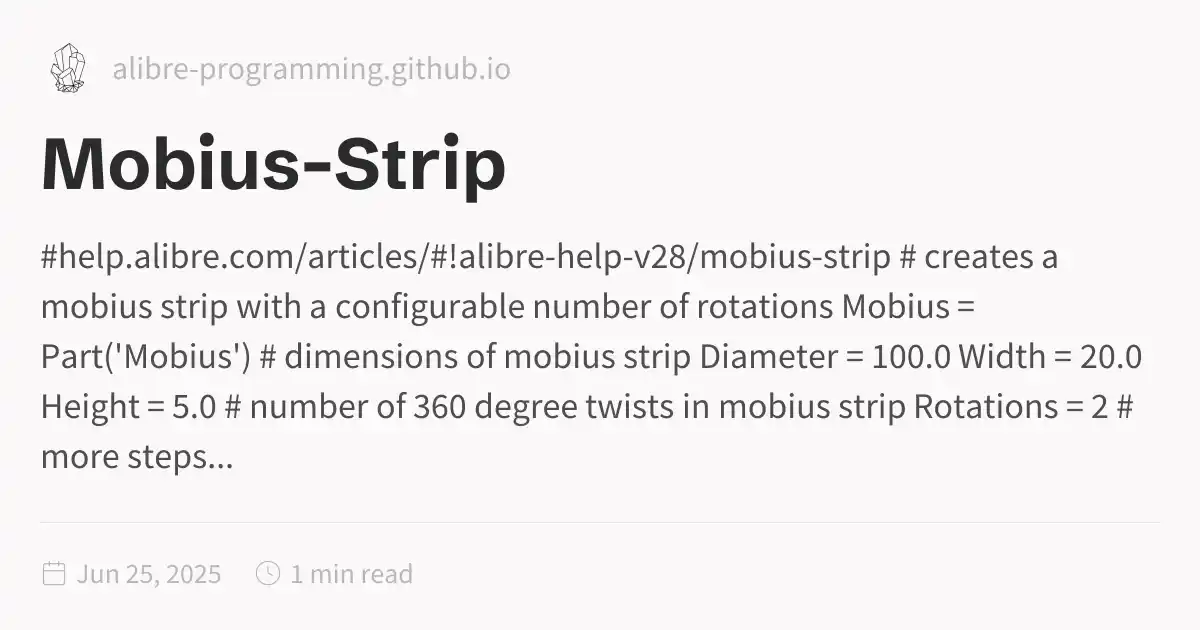 alibre-programming.github.io
Mobius-Strip
#help.alibre.com/articles/#!alibre-help-v28/mobius-strip # creates a
mobius strip with a configurable number of rotations Mobius =
Part('Mobius') # dimensions of mobius strip Diameter = 100.0 Width = 20.0
Height = 5.0 # number of 360 degree twists in mobius strip Rotations = 2 #
more steps...
Jun 25, 2025 1 min read